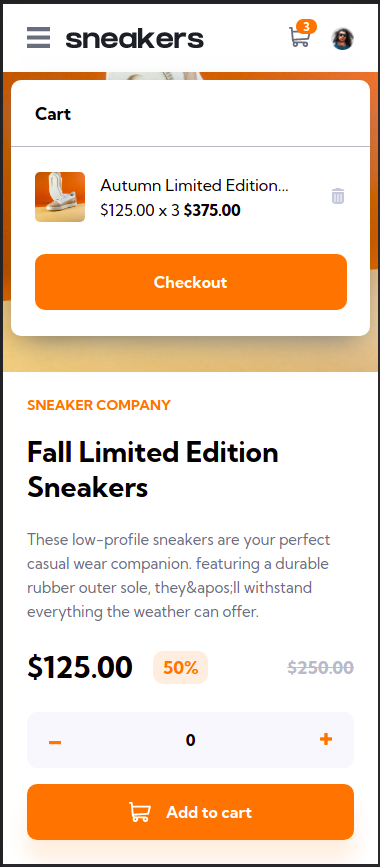 sneakers
3
Cart
Autumn Limited Edition...
$125.00 x 3 $375.00
Checkout
SNEAKER COMPANY
Fall Limited Edition
Sneakers
These low-profile sneakers are your perfect
casual wear companion. featuring a durable
rubber outer sole, they&apos;ll withstand
everything the weather can offer.
$125.00 50% $250.00
0
Add to cart